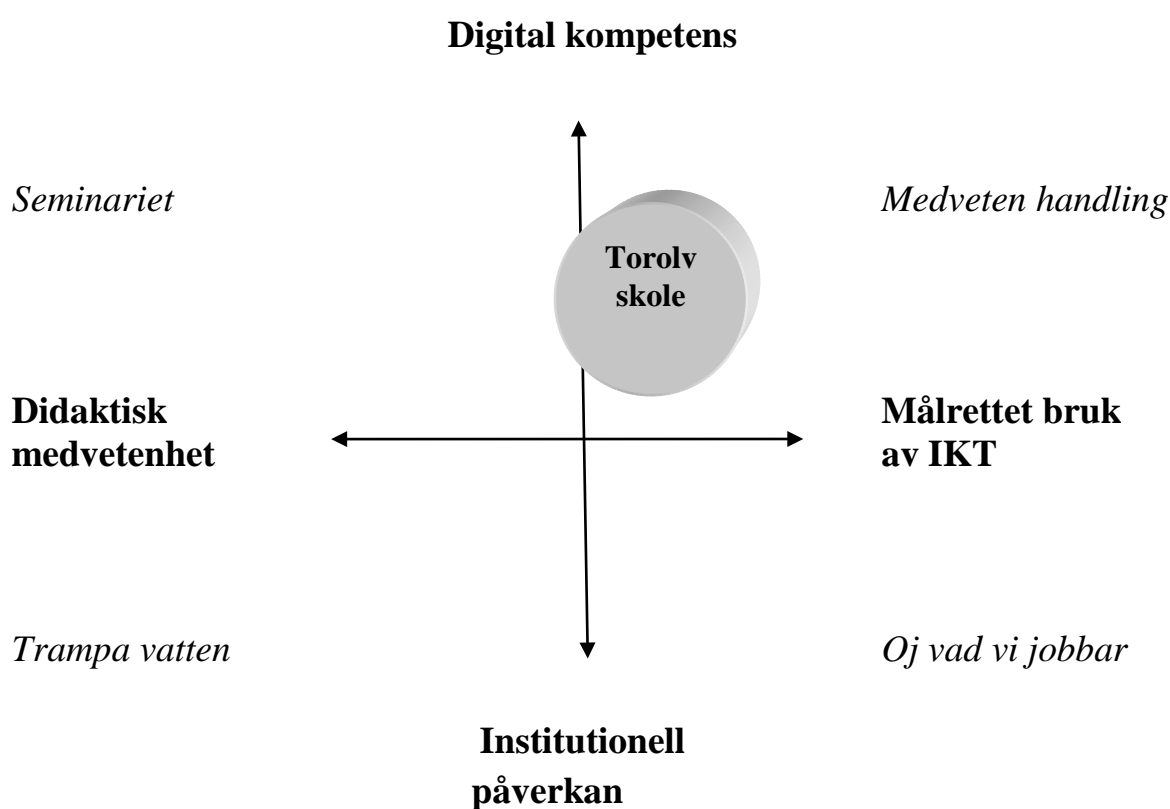 Digital kompetens
Seminariet
Medveten handling
Torolv
skole
Didaktisk
medvetenhet
Målrettet bruk
av IKT
Trampa vatten
Oj vad vi jobbar
Institutionell
påverkan